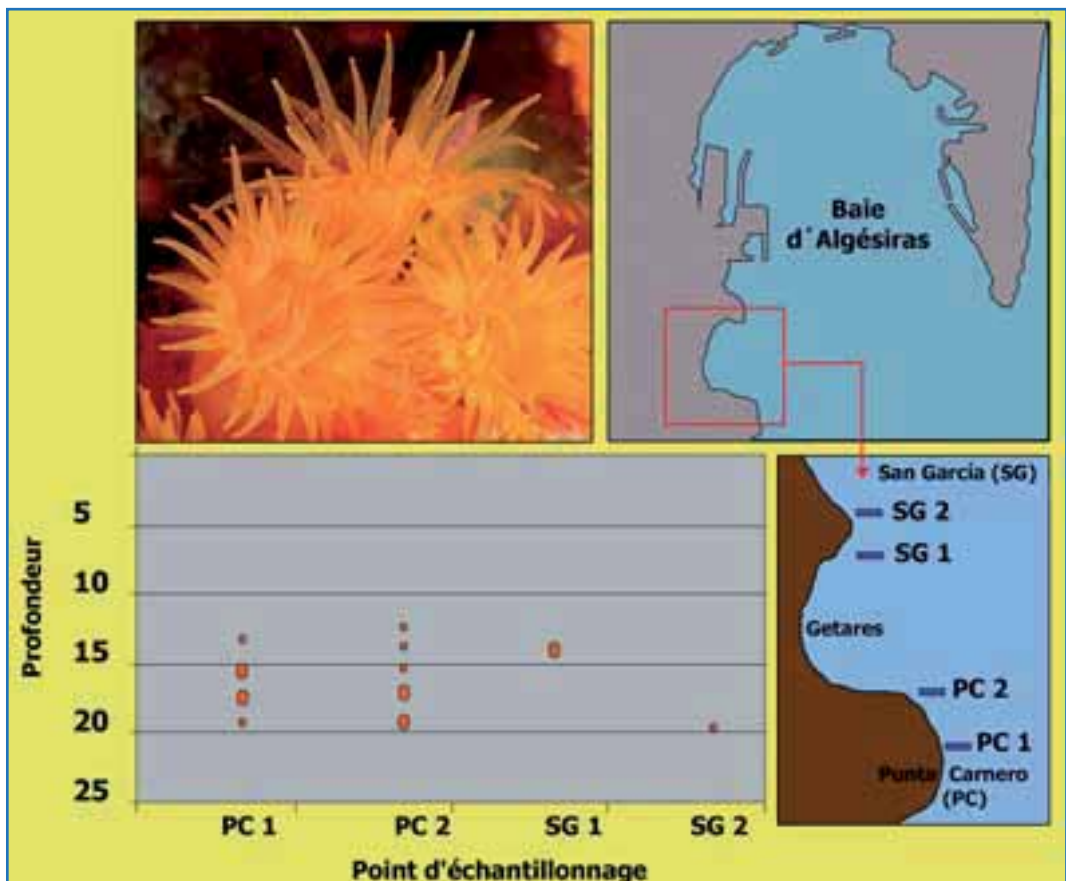 Baie
d´Algésiras
San García (SG)
SG 2
SG 1
Getares
PC 2
PC 1
Punta Carnero
(PC)
Profondeur
5
10
15
20
25
PC 1 PC 2 SG 1 SG 2
Point d'échantillonnage